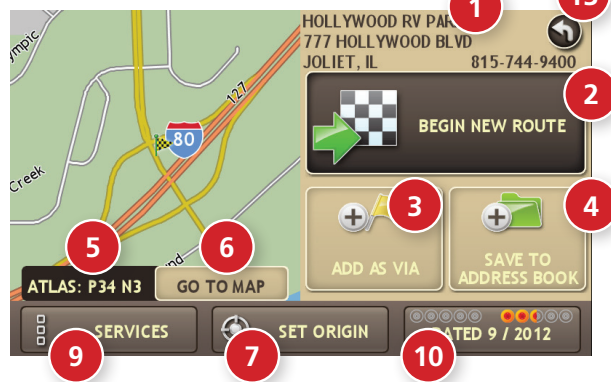 1
13
HOLLYWOOD RV PAR
777 HOLLYWOOD BLVD
JOLIET, IL 815-744-9400
2
BEGIN NEW ROUTE
127
80
Creek
3
4
ADD AS VIA
SAVE TO
ADDRESS BOOK
5
6
ATLAS: P34 N3
GO TO MAP
9
SERVICES
7
SET ORIGIN
10
ATED 9 / 2012